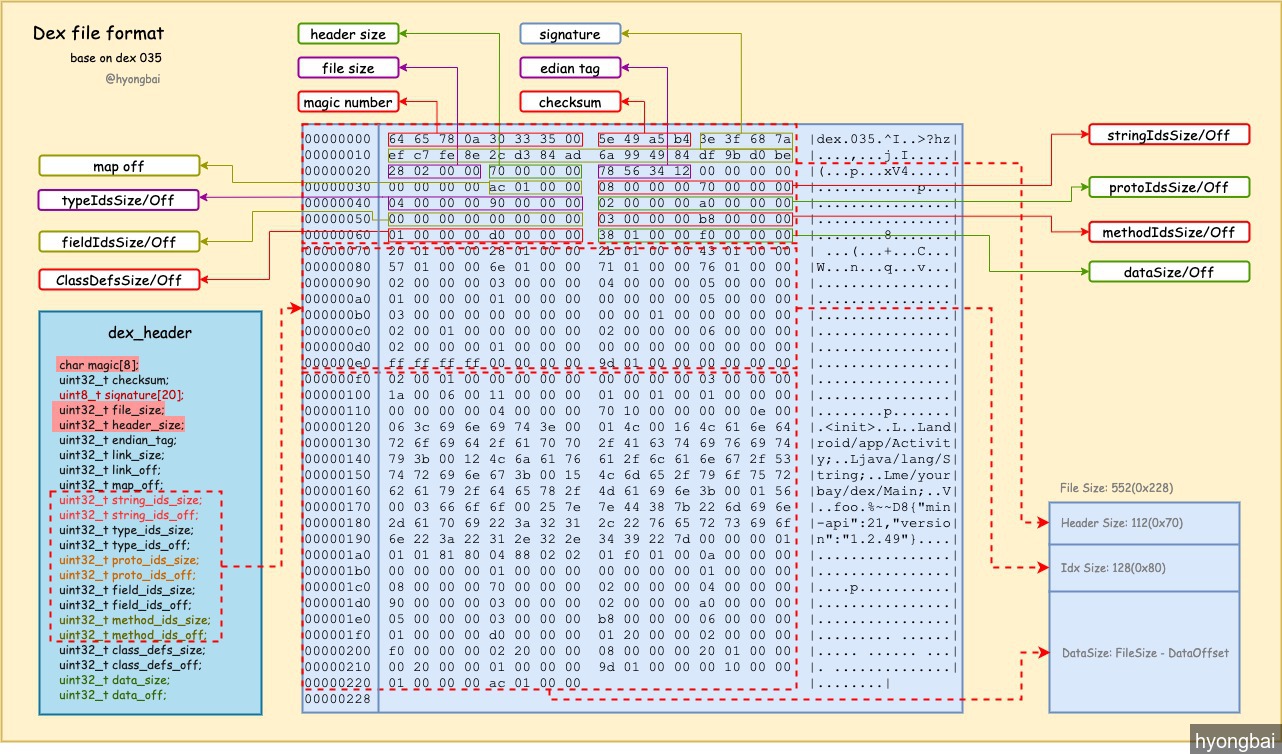 Dex file format
base on dex 035
@hyongbai
header size
signature
file size
edian tag
magic number
checksum
map off
typeIdsSize/Off
fieldIdsSize/Off
ClassDefsSize/Off
stringIdsSize/Off
protoIdsSize/Off
methodIdsSize/Off
dataSize/Off
00000000 64 65 78 0a 30 33 35 00 5e 49 a5 b4 3e 3f 68 7a |dex.035.^I..>?hz|
00000010 ef c7 fe 8e 2c d3 84 ad 6a 99 49 84 df 9b d0 be |....,...j.I.....|
00000020 28 02 00 00 70 00 00 00 78 56 34 12 00 00 00 00 |(...p...xV4.....|
00000030 00 00 00 00 ac 01 00 00 08 00 00 00 70 00 00 00 |............p...|
00000040 04 00 00 00 90 00 00 00 02 00 00 00 a0 00 00 00 |................|
00000050 00 00 00 00 00 00 00 00 03 00 00 00 b8 00 00 00 |................|
00000060 01 00 00 00 d0 00 00 00 38 01 00 00 f0 00 00 00 |........8.......|
00000070 20 01 00 00 28 01 00 00 2b 01 00 00 43 01 00 00 | ...(...+...C...|
00000080 57 01 00 00 6e 01 00 00 71 01 00 00 76 01 00 00 |W...n...q...v...|
00000090 02 00 00 00 03 00 00 00 04 00 00 00 05 00 00 00 |................|
000000a0 01 00 00 00 01 00 00 00 00 00 00 00 05 00 00 00 |................|
000000b0 03 00 00 00 00 00 00 00 00 00 01 00 00 00 00 00 |................|
000000c0 02 00 01 00 00 00 00 00 02 00 00 00 06 00 00 00 |................|
000000d0 02 00 00 00 01 00 00 00 00 00 00 00 00 00 00 00 |................|
000000e0 ff ff ff ff 00 00 00 00 9d 01 00 00 00 00 00 00 |................|
000000f0 02 00 01 00 00 00 00 00 00 00 00 00 03 00 00 00 |................|
00000100 1a 00 06 00 11 00 00 00 01 00 01 00 01 00 00 00 |................|
00000110 00 00 00 00 04 00 00 00 70 10 00 00 00 00 0e 00 |........p.......|
00000120 06 3c 69 6e 69 74 3e 00 01 4c 00 16 4c 61 6e 64 |.<init>..L..Land|
00000130 72 6f 69 64 2f 61 70 70 2f 41 63 74 69 76 69 74 |roid/app/Activit|
00000140 79 3b 00 12 4c 6a 61 76 61 2f 6c 61 6e 67 2f 53 |y;..Ljava/lang/S|
00000150 74 72 69 6e 67 3b 00 15 4c 6d 65 2f 79 6f 75 72 |tring;..Lme/your|
00000160 62 61 79 2f 64 65 78 2f 4d 61 69 6e 3b 00 01 56 |bay/dex/Main;..V|
00000170 00 03 66 6f 6f 00 25 7e 7e 44 38 7b 22 6d 69 6e |..foo.%~~D8{"min|
00000180 2d 61 70 69 22 3a 32 31 2c 22 76 65 72 73 69 6f |-api":21,"versio|
00000190 6e 22 3a 22 31 2e 32 2e 34 39 22 7d 00 00 00 01 |n":"1.2.49"}....|
000001a0 01 01 81 80 04 88 02 02 01 f0 01 00 0a 00 00 00 |................|
000001b0 00 00 00 00 01 00 00 00 00 00 00 00 01 00 00 00 |................|
000001c0 08 00 00 00 70 00 00 00 02 00 00 00 04 00 00 00 |....p...........|
000001d0 90 00 00 00 03 00 00 00 02 00 00 00 a0 00 00 00 |................|
000001e0 05 00 00 00 03 00 00 00 b8 00 00 00 06 00 00 00 |................|
000001f0 01 00 00 00 d0 00 00 00 01 20 00 00 02 00 00 00 |......... ......|
00000200 f0 00 00 00 02 20 00 00 08 00 00 00 20 01 00 00 |..... ...... ...|
00000210 00 20 00 00 01 00 00 00 9d 01 00 00 00 10 00 00 |. ..............|
00000220 01 00 00 00 ac 01 00 00 |........|
00000228
dex_header
char magic[8];
uint32_t checksum;
uint8_t signature[20];
uint32_t file_size;
uint32_t header_size;
uint32_t endian_tag;
uint32_t link_size;
uint32_t link_off;
uint32_t map_off;
uint32_t string_ids_size;
uint32_t string_ids_off;
uint32_t type_ids_size;
uint32_t type_ids_off;
uint32_t proto_ids_size;
uint32_t proto_ids_off;
uint32_t field_ids_size;
uint32_t field_ids_off;
uint32_t method_ids_size;
uint32_t method_ids_off;
uint32_t class_defs_size;
uint32_t class_defs_off;
uint32_t data_size;
uint32_t data_off;
File Size: 552(0x228)
Header Size: 112(0x70)
Idx Size: 128(0x80)
DataSize: FileSize - DataOffset
hyongbai